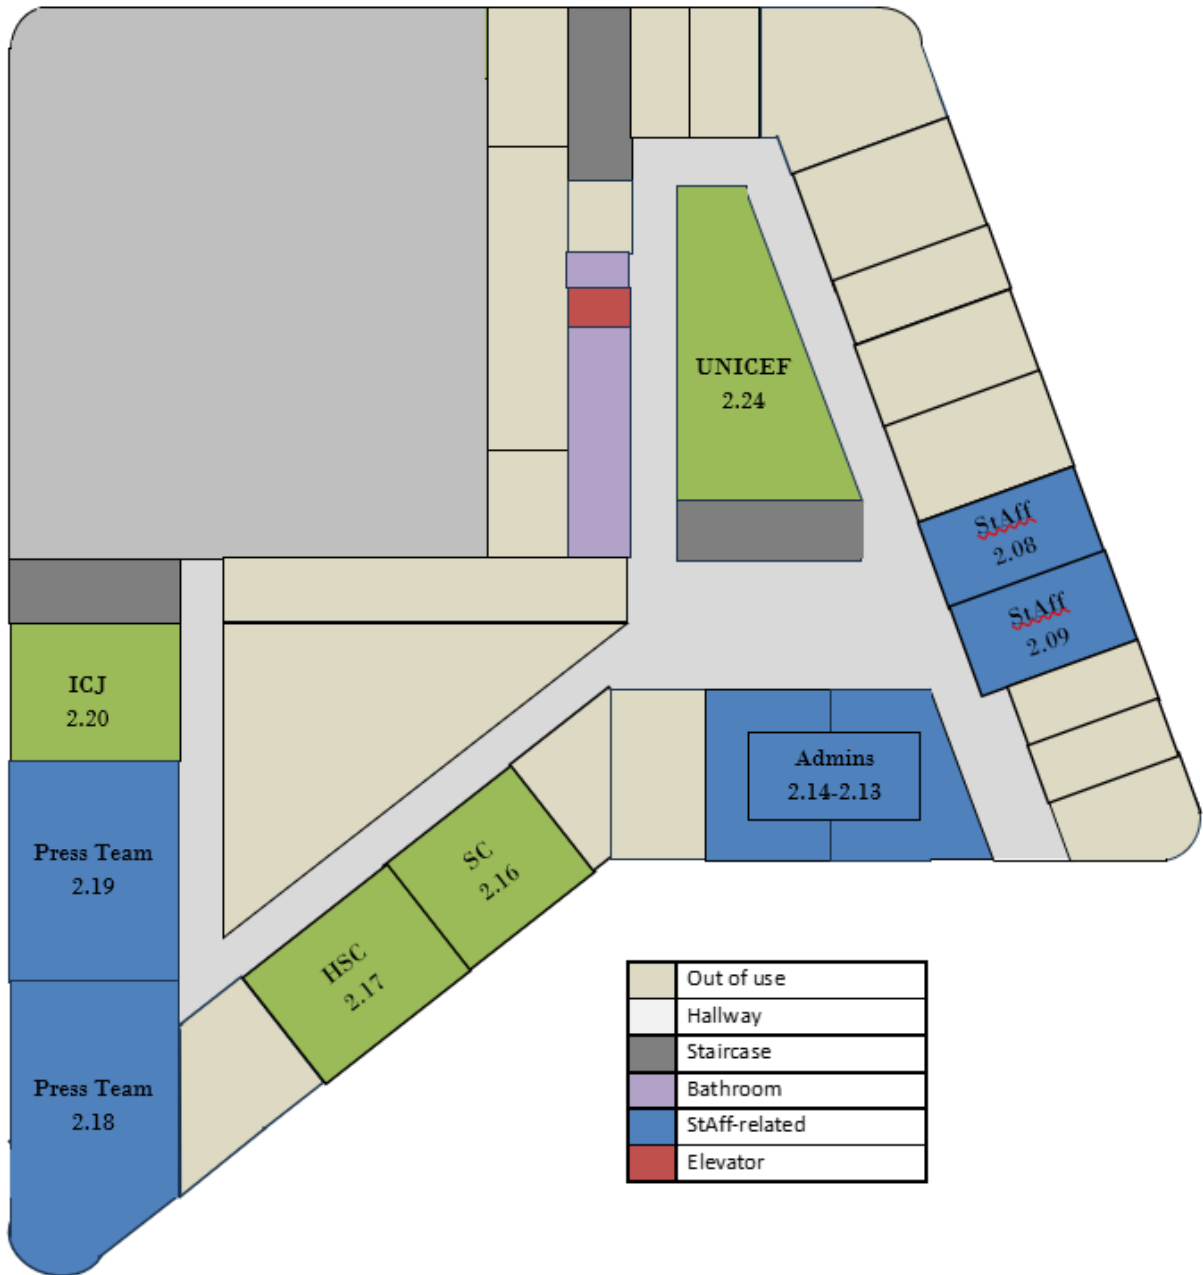 UNICEF
2.24
StAff
2.08
StAff
2.09
ICJ
2.20
Admins
2.14-2.13
Press Team
2.19
SC
2.16
HSC
2.17
Press Team
2.18
Out of use
Hallway
Staircase
Bathroom
StAff-related
Elevator